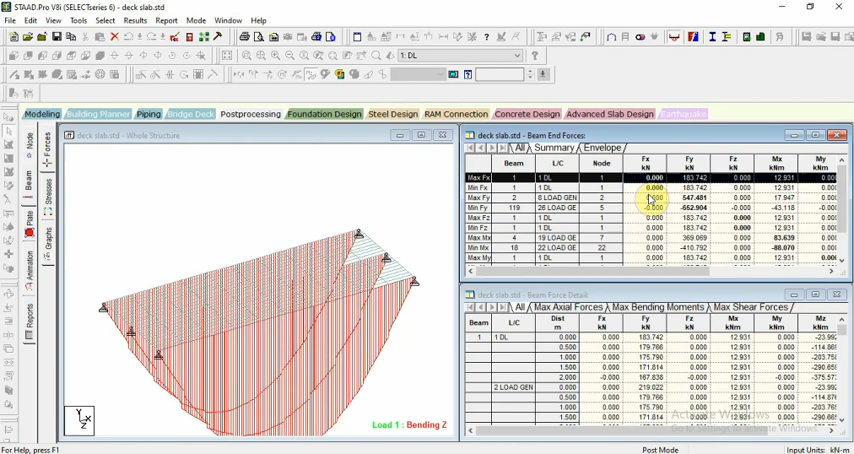 STAAD.Pro V8i (SELECTseries 6) - deck slab.std
File Edit View Tools Select Results Report Mode Window Help
1: DL
Modeling Building Planner Piping Bridge Deck Postprocessing Foundation Design Steel Design RAM Connection Concrete Design Advanced Slab Design Earthquake
Node
Beam
Plate
Animation
Reports
Forces
Stresses
Graphs
deck slab.std - Whole Structure
Y
X
Z
Load 1 : Bending Z
deck slab.std - Beam End Forces:
All Summary Envelope
Beam L/C Node Fx kN Fy kN Fz kN Mx kNm My kNm
Max Fx 1 1 DL 1 0.000 183.742 0.000 12.931 0.000
Min Fx 1 1 DL 1 0.000 183.742 0.000 12.931 0.000
Max Fy 2 8 LOAD GEN 2 547.481 0.000 17.947 0.000
Min Fy 119 26 LOAD GE 5 -0.000 -652.904 -0.000 -43.118 -0.000
Max Fz 1 1 DL 1 0.000 183.742 0.000 12.931 0.000
Min Fz 1 1 DL 1 0.000 183.742 0.000 12.931 0.000
Max Mx 4 19 LOAD GE 7 0.000 369.069 0.000 83.639 0.000
Min Mx 18 22 LOAD GE 22 0.000 -410.792 0.000 -88.070 0.000
Max My 1 1 DL 1 0.000 183.742 0.000 12.931 0.000
deck slab.std - Beam Force Detail:
All Max Axial Forces Max Bending Moments Max Shear Forces
Beam L/C Dist m Fx kN Fy kN Fz kN Mx kNm My kNm Mz kNm
1 1 DL 0.000 0.000 183.742 0.000 12.931 0.000 -23.992
0.500 0.000 179.766 0.000 12.931 0.000 -114.868
1.000 0.000 175.790 0.000 12.931 0.000 -203.758
1.500 0.000 171.814 0.000 12.931 0.000 -290.659
2.000 -0.000 167.838 -0.000 12.931 -0.000 -375.573
2 LOAD GEN 0.000 0.000 219.022 0.000 12.931 0.000 -23.992
0.500 0.000 179.766 0.000 12.931 0.000 -114.876
1.000 0.000 175.790 0.000 12.931 0.000 -203.765
1.500 0.000 171.814 0.000 12.931 0.000 -290.666
Activate Windows
Go to Settings to activate Windows.
For Help, press F1 Post Mode Input Units: kN-m